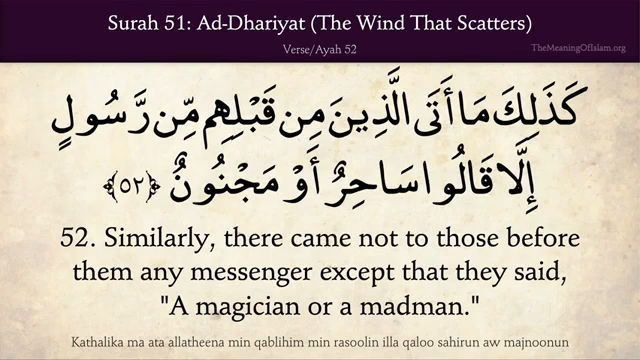 Surah 51: Ad-Dhariyat (The Wind That Scatters)
Verse/Ayah 52
TheMeaningOfIslam.org
كَذَلِكَ مَا أَتَى الَّذِينَ مِن قَبْلِهِم مِّن رَّسُولٍ
إِلَّا قَالُوا سَاحِرٌ أَوْ مَجْنُونٌ ﴿٥٢﴾
52. Similarly, there came not to those before
them any messenger except that they said,
"A magician or a madman."
Kathalika ma ata allatheena min qablihim min rasoolin illa qaloo sahirun aw majnoonun